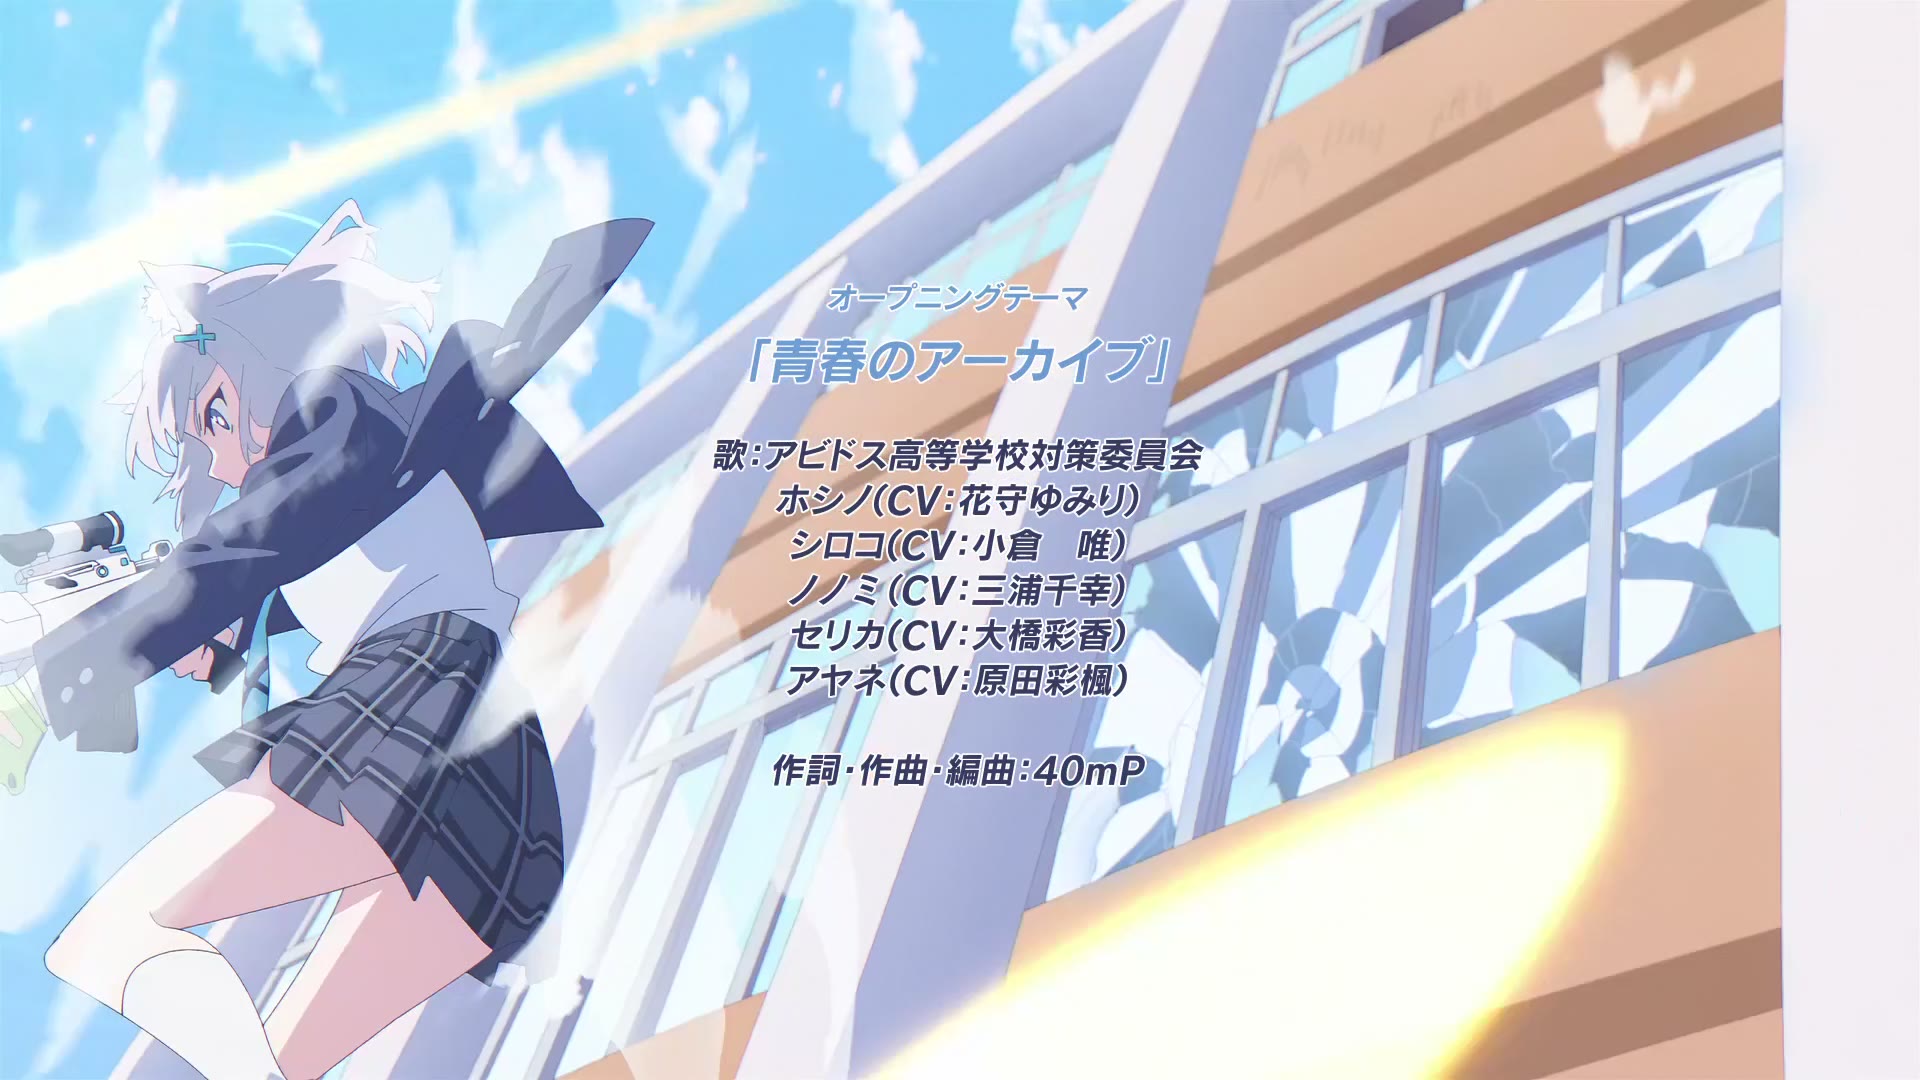 オープニングテーマ
「青春のアーカイブ」
歌:アビドス高等学校対策委員会
ホシノ(CV:花守ゆみり)
シロコ(CV:小倉　唯)
ノノミ(CV:三浦千幸)
セリカ(CV:大橋彩香)
アヤネ(CV:原田彩楓)
作詞・作曲・編曲:40mP